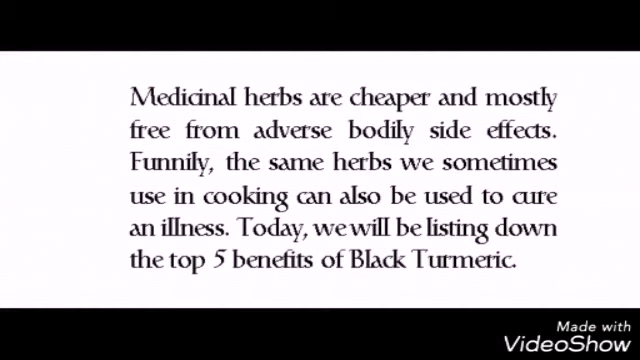 Medicinal herbs are cheaper and mostly
free from adverse bodily side effects.
Funnily, the same herbs we sometimes
use in cooking can also be used to cure
an illness. Today, we will be listing down
the top 5 benefits of Black Turmeric.
Made with
VideoShow